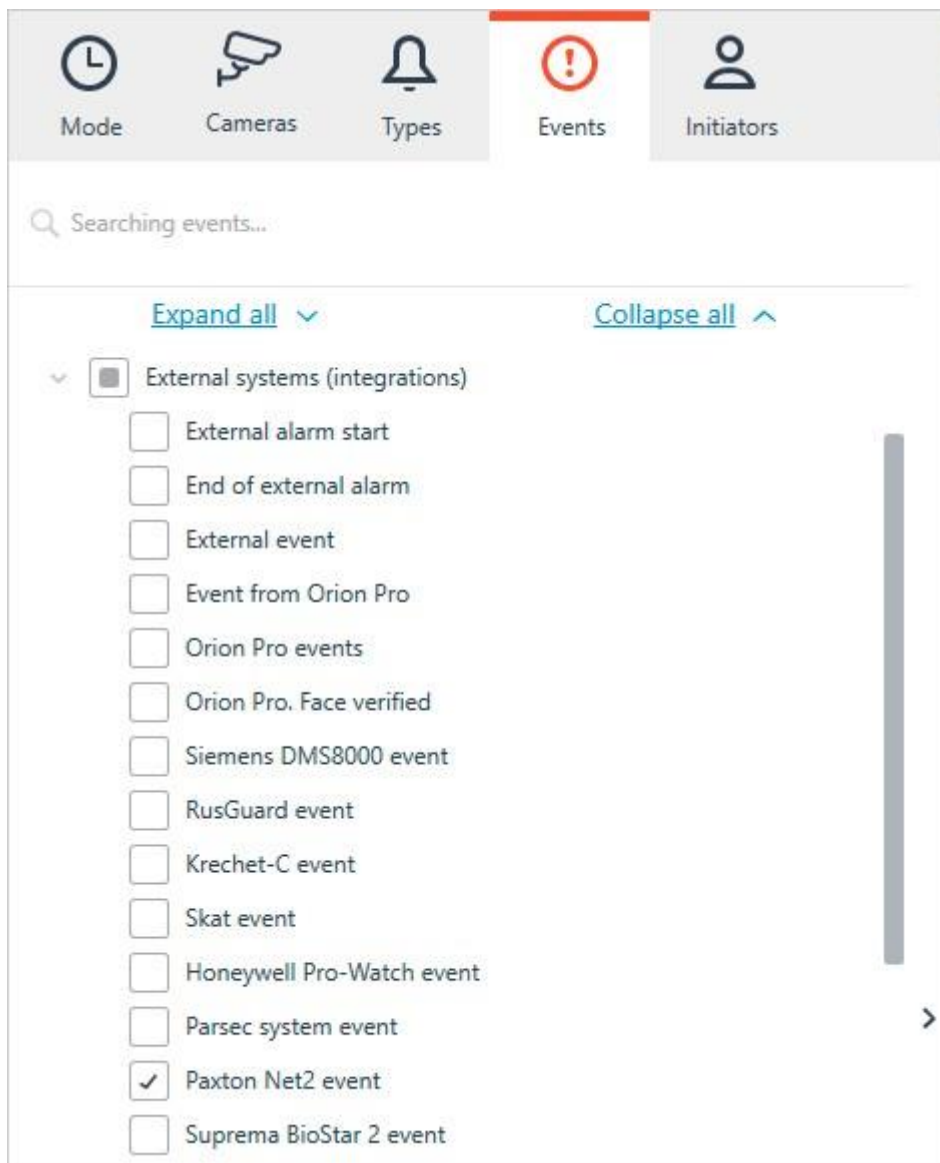 Mode Cameras Types Events Initiators
Searching events...
Expand all Collapse all
External systems (integrations)
External alarm start
End of external alarm
External event
Event from Orion Pro
Orion Pro events
Orion Pro. Face verified
Siemens DMS8000 event
RusGuard event
Krechet-C event
Skat event
Honeywell Pro-Watch event
Parsec system event
Paxton Net2 event
Suprema BioStar 2 event